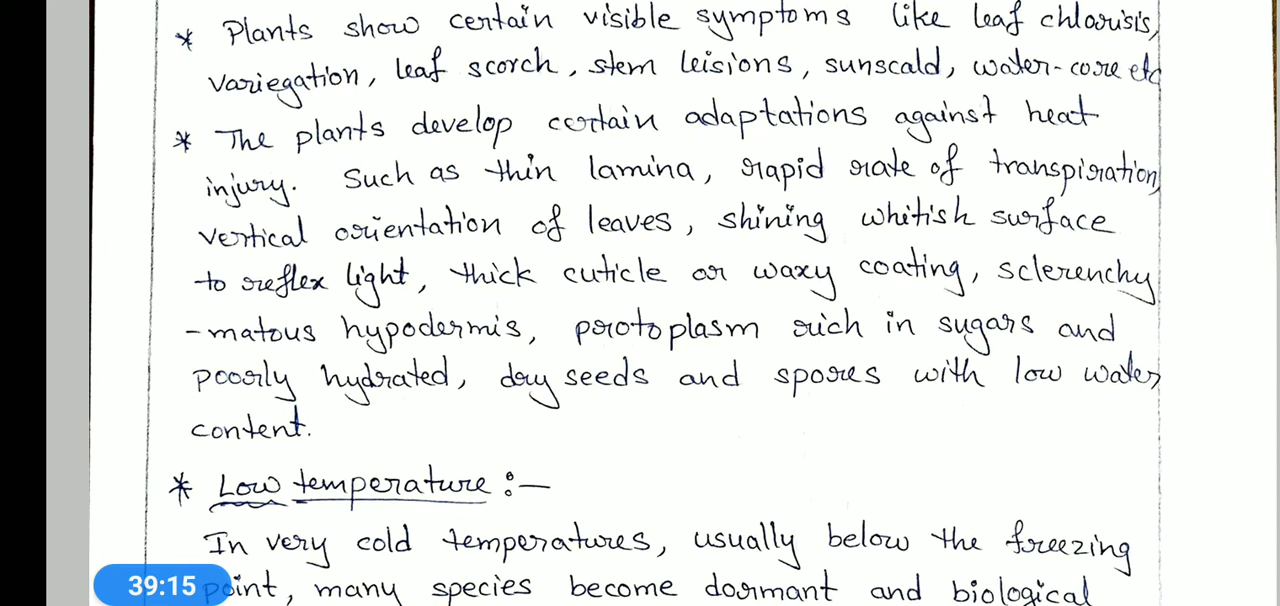 * Plants show certain visible symptoms like leaf chlorisis,
variegation, leaf scorch, stem leisions, sunscald, water-core etc
* The plants develop certain adaptations against heat
injury. Such as thin lamina, rapid rate of transpiration,
vertical orientation of leaves, shining whitish surface
to reflex light, thick cuticle or waxy coating, sclerenchy
-matous hypodermis, protoplasm rich in sugars and
poorly hydrated, dry seeds and spores with low water
content.
* Low temperature :-
In very cold temperatures, usually below the freezing
point, many species become dormant and biological
39:15